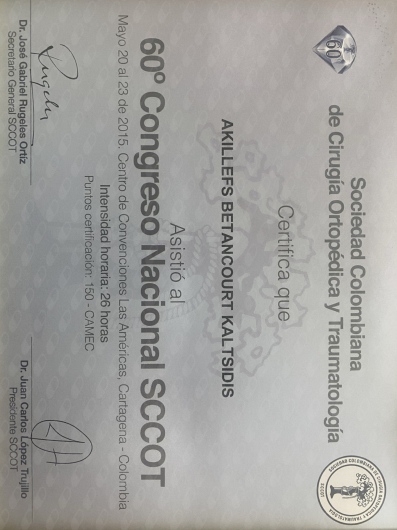 Sociedad Colombiana
de Cirugía Ortopédica y Traumatología
60
Certifica que
AKILLEFS BETANCOURT KALTSIDIS
Asistió al
60º Congreso Nacional SCCOT
Mayo 20 al 23 de 2015. Centro de Convenciones Las Américas, Cartagena - Colombia
Intensidad horaria: 26 horas
Puntos certificación: 150 - CAMEC
Dr. José Gabriel Rugeles Ortíz
Secretario General SCCOT
Dr. Juan Carlos López Trujillo
Presidente SCCOT